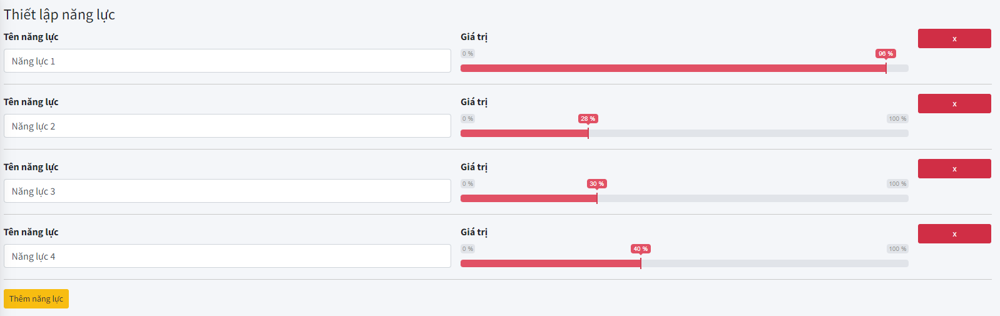 Thiết lập năng lực
Tên năng lực Giá trị x
0 % 96 %
Năng lực 1
Tên năng lực Giá trị x
0 % 28 % 100 %
Năng lực 2
Tên năng lực Giá trị x
0 % 30 % 100 %
Năng lực 3
Tên năng lực Giá trị x
0 % 40 % 100 %
Năng lực 4
Thêm năng lực